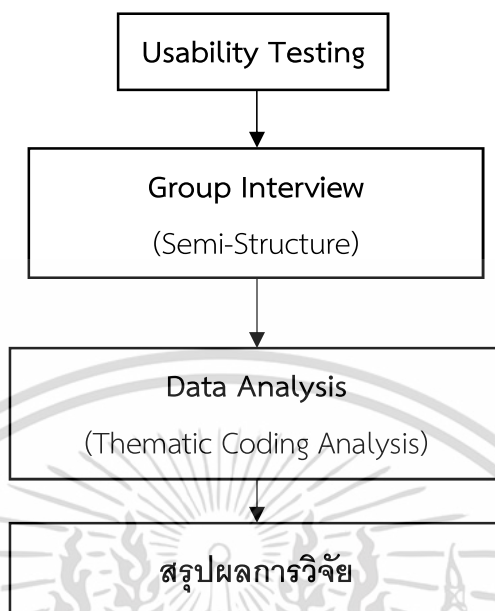 Usability Testing
Group Interview
(Semi-Structure)
Data Analysis
(Thematic Coding Analysis)
สรุปผลการวิจัย